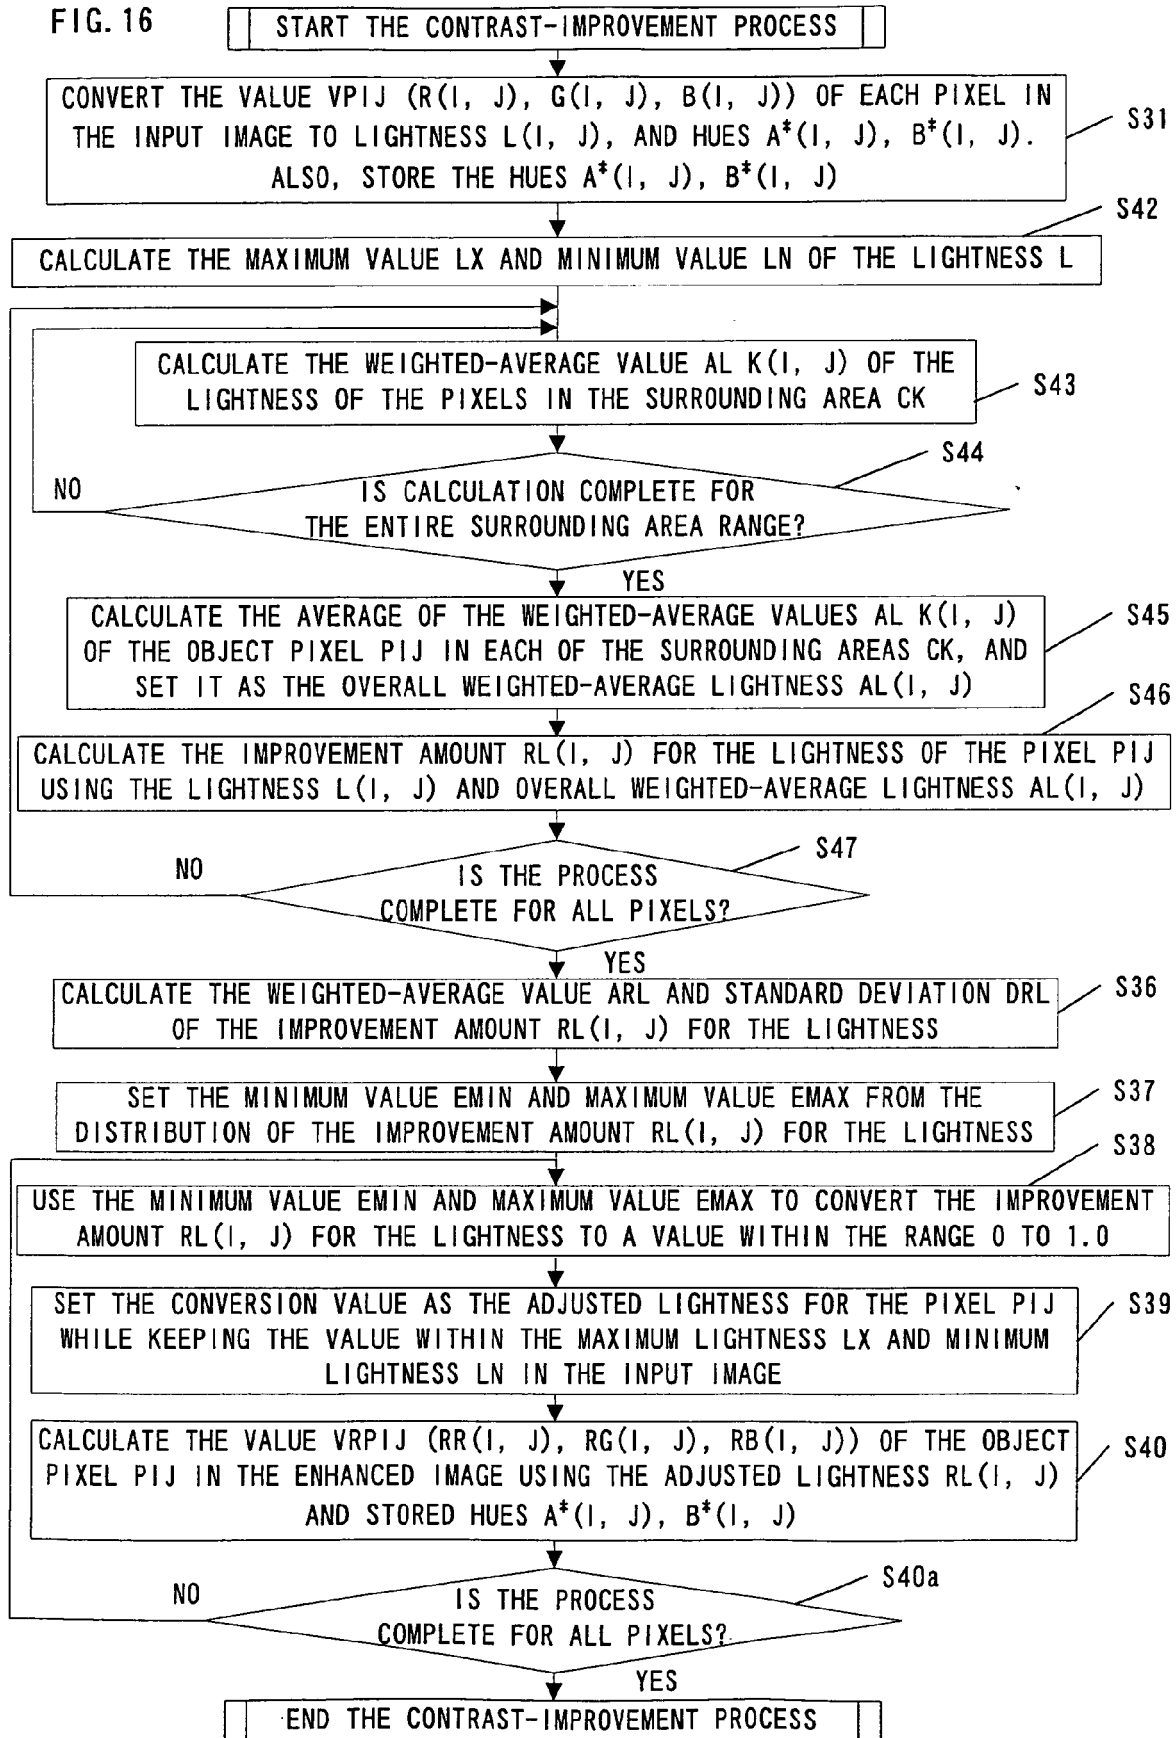 FIG. 16
START THE CONTRAST-IMPROVEMENT PROCESS
CONVERT THE VALUE VPIJ (R(I, J), G(I, J), B(I, J)) OF EACH PIXEL IN
THE INPUT IMAGE TO LIGHTNESS L(I, J), AND HUES A*(I, J), B*(I, J).
ALSO, STORE THE HUES A*(I, J), B*(I, J)
S31
S42
CALCULATE THE MAXIMUM VALUE LX AND MINIMUM VALUE LN OF THE LIGHTNESS L
CALCULATE THE WEIGHTED-AVERAGE VALUE AL K(I, J) OF THE
LIGHTNESS OF THE PIXELS IN THE SURROUNDING AREA CK
S43
S44
NO
IS CALCULATION COMPLETE FOR
THE ENTIRE SURROUNDING AREA RANGE?
YES
CALCULATE THE AVERAGE OF THE WEIGHTED-AVERAGE VALUES AL K(I, J)
OF THE OBJECT PIXEL PIJ IN EACH OF THE SURROUNDING AREAS CK, AND
SET IT AS THE OVERALL WEIGHTED-AVERAGE LIGHTNESS AL(I, J)
S45
S46
CALCULATE THE IMPROVEMENT AMOUNT RL(I, J) FOR THE LIGHTNESS OF THE PIXEL PIJ
USING THE LIGHTNESS L(I, J) AND OVERALL WEIGHTED-AVERAGE LIGHTNESS AL(I, J)
S47
NO
IS THE PROCESS
COMPLETE FOR ALL PIXELS?
YES
CALCULATE THE WEIGHTED-AVERAGE VALUE ARL AND STANDARD DEVIATION DRL
OF THE IMPROVEMENT AMOUNT RL(I, J) FOR THE LIGHTNESS
S36
SET THE MINIMUM VALUE EMIN AND MAXIMUM VALUE EMAX FROM THE
DISTRIBUTION OF THE IMPROVEMENT AMOUNT RL(I, J) FOR THE LIGHTNESS
S37
S38
USE THE MINIMUM VALUE EMIN AND MAXIMUM VALUE EMAX TO CONVERT THE IMPROVEMENT
AMOUNT RL(I, J) FOR THE LIGHTNESS TO A VALUE WITHIN THE RANGE 0 TO 1.0
SET THE CONVERSION VALUE AS THE ADJUSTED LIGHTNESS FOR THE PIXEL PIJ
WHILE KEEPING THE VALUE WITHIN THE MAXIMUM LIGHTNESS LX AND MINIMUM
LIGHTNESS LN IN THE INPUT IMAGE
S39
CALCULATE THE VALUE VRPIJ (RR(I, J), RG(I, J), RB(I, J)) OF THE OBJECT
PIXEL PIJ IN THE ENHANCED IMAGE USING THE ADJUSTED LIGHTNESS RL(I, J)
AND STORED HUES A*(I, J), B*(I, J)
S40
S40a
NO
IS THE PROCESS
COMPLETE FOR ALL PIXELS?
YES
END THE CONTRAST-IMPROVEMENT PROCESS